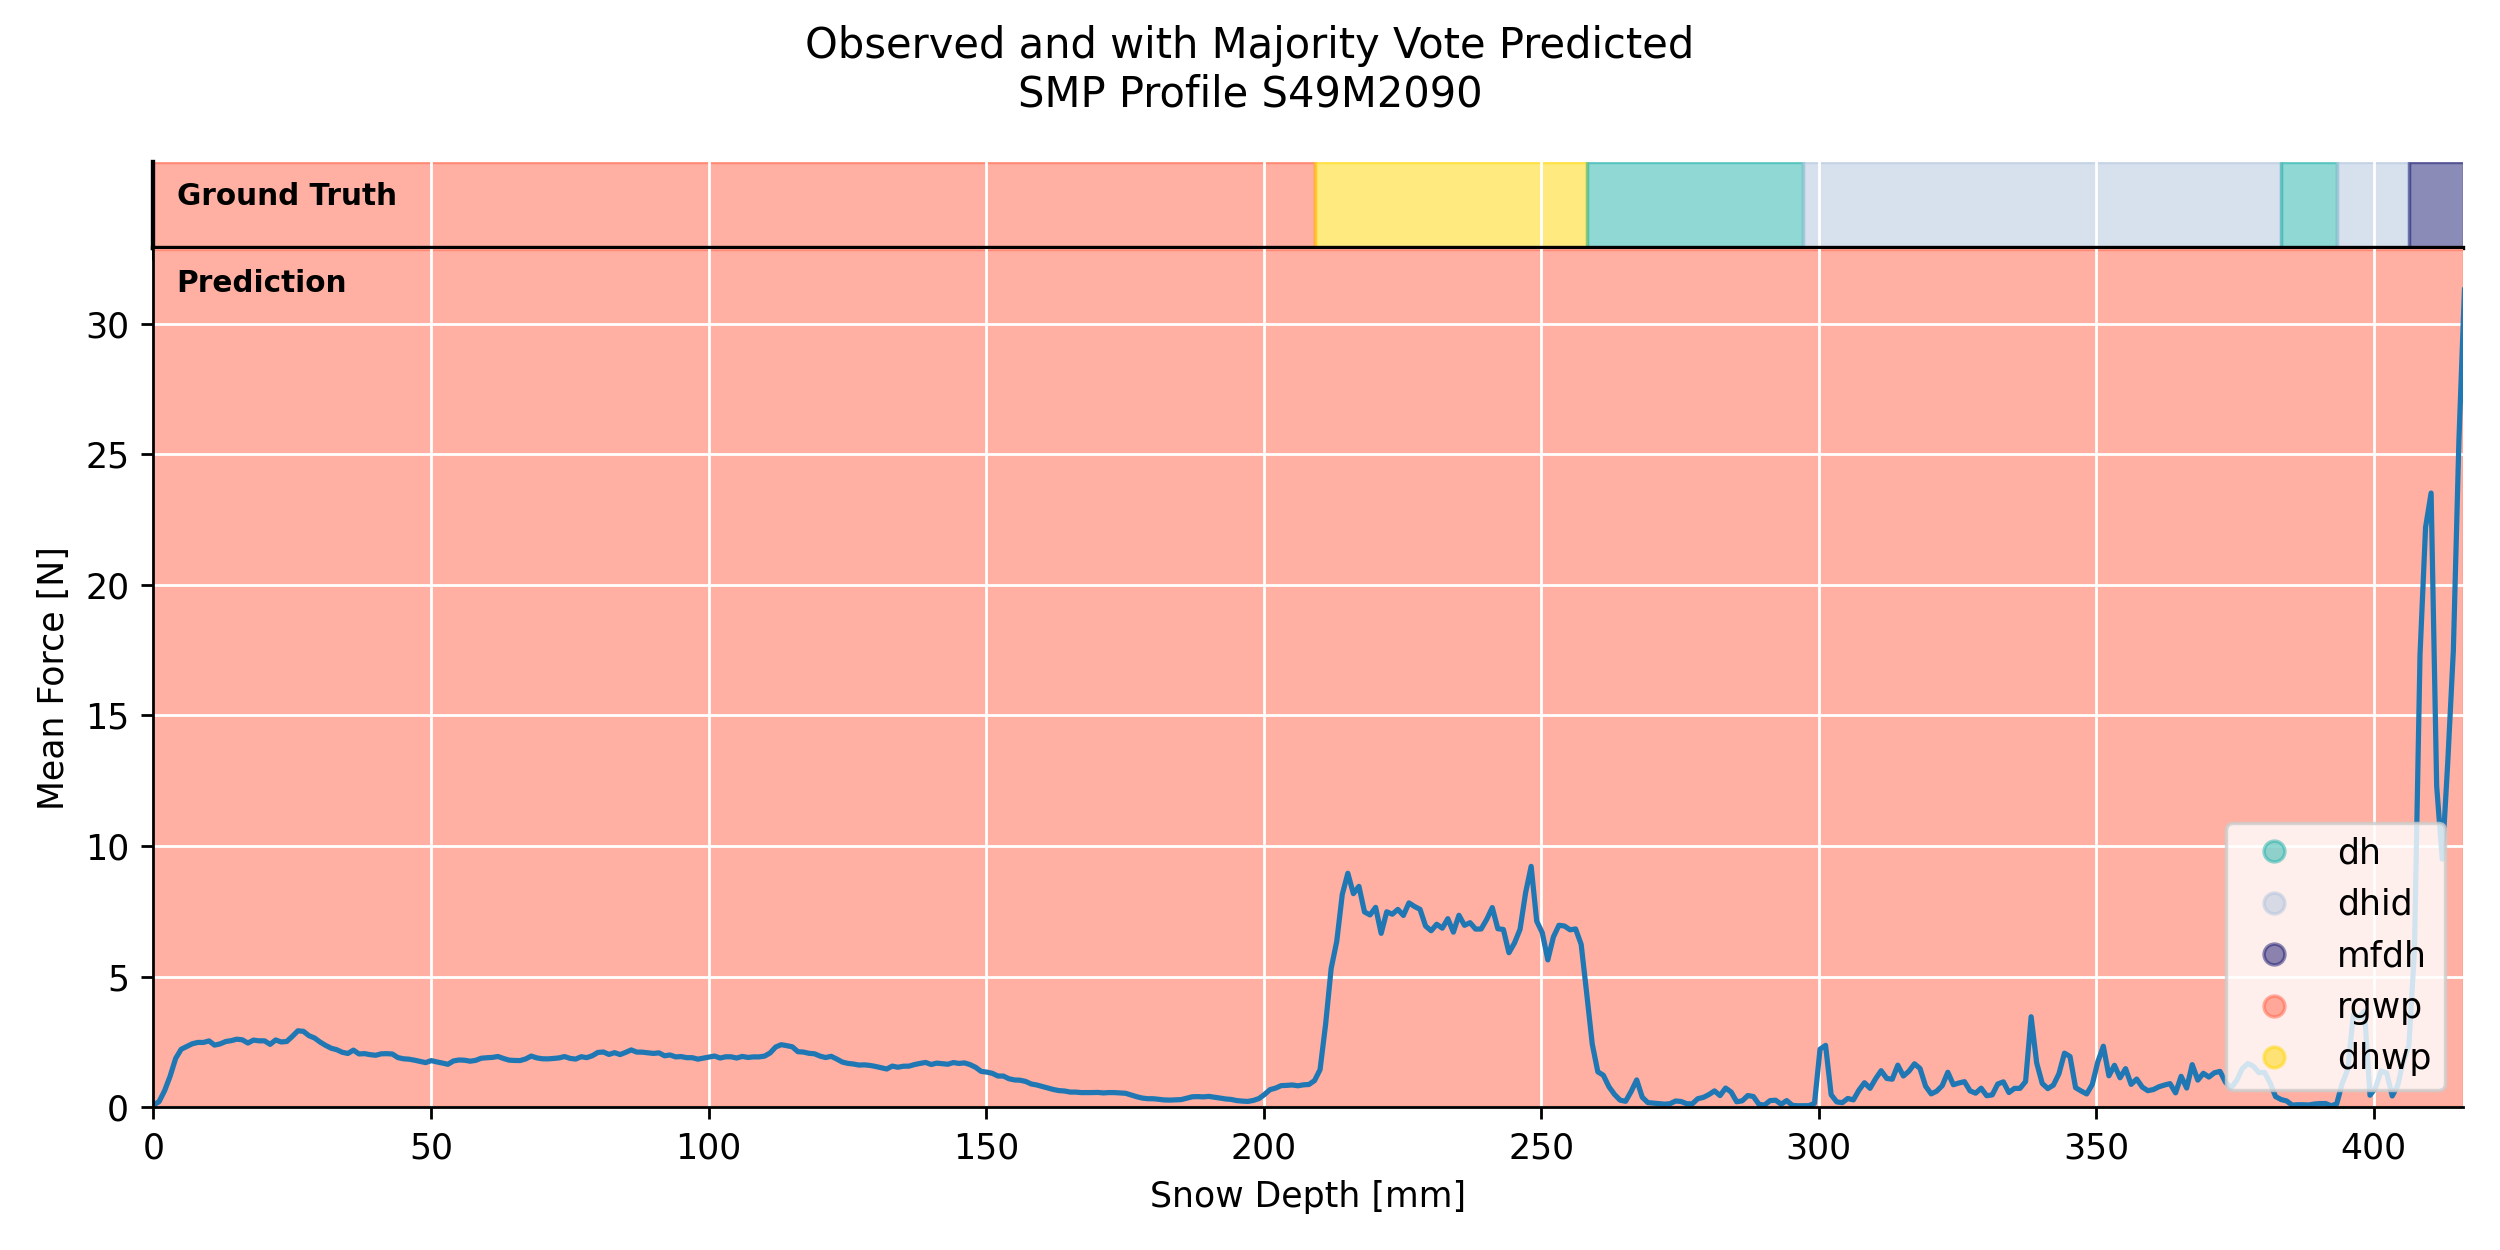 Observed and with Majority Vote Predicted
SMP Profile S49M2090
Ground Truth
Prediction
30
25
20
15
10
5
0
Mean Force [N]
dh
dhid
mfdh
rgwp
dhwp
0 50 100 150 200 250 300 350 400
Snow Depth [mm]